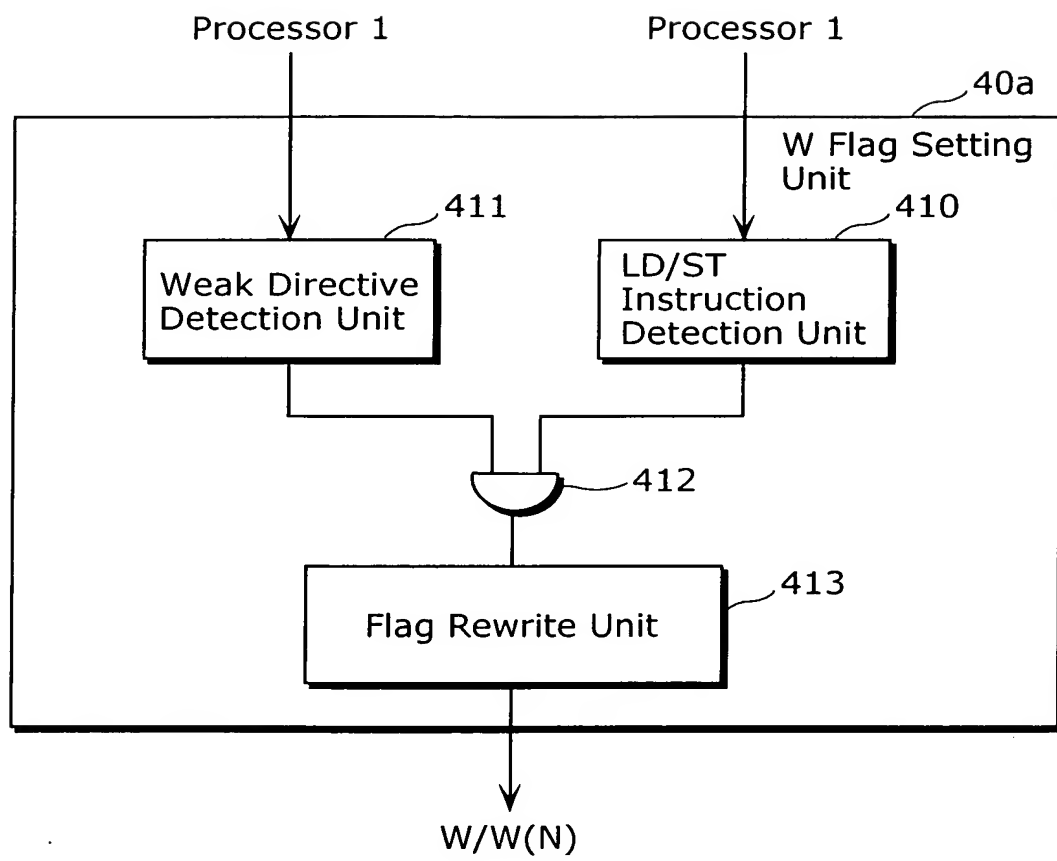 Processor 1
Processor 1
40a
W Flag Setting
Unit
411
410
Weak Directive
Detection Unit
LD/ST
Instruction
Detection Unit
412
413
Flag Rewrite Unit
W/W(N)